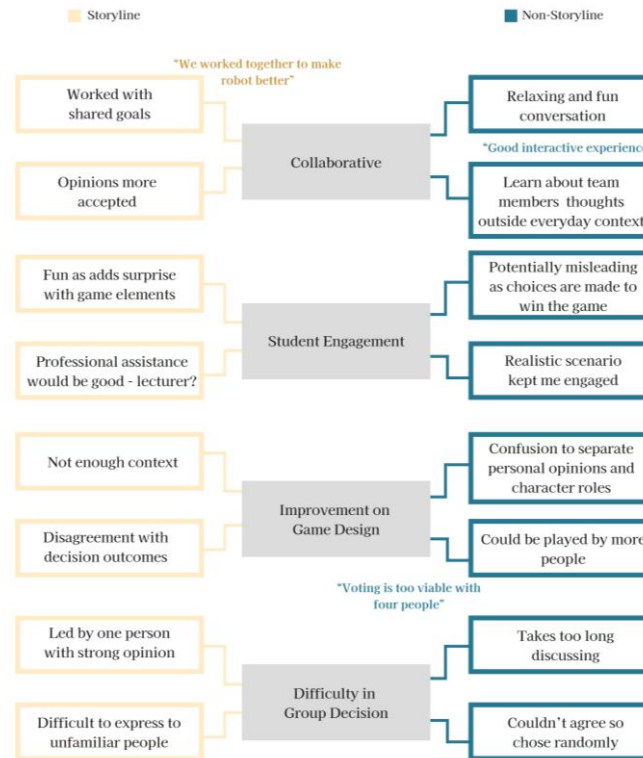 Storyline
Non-Storyline
"We worked together to make
robot better"
Worked with
shared goals
Opinions more
accepted
Collaborative
Relaxing and fun
conversation
"Good interactive experience
Learn about team
members thoughts
outside everyday context
Fun as adds surprise
with game elements
Professional assistance
would be good - lecturer?
Student Engagement
Potentially misleading
as choices are made to
win the game
Realistic scenario
kept me engaged
Not enough context
Disagreement with
decision outcomes
Improvement on
Game Design
Confusion to separate
personal opinions and
character roles
Could be played by more
people
"Voting is too viable with
four people"
Led by one person
with strong opinion
Difficult to express to
unfamiliar people
Difficulty in
Group Decision
Takes too long
discussing
Couldn't agree so
chose randomly